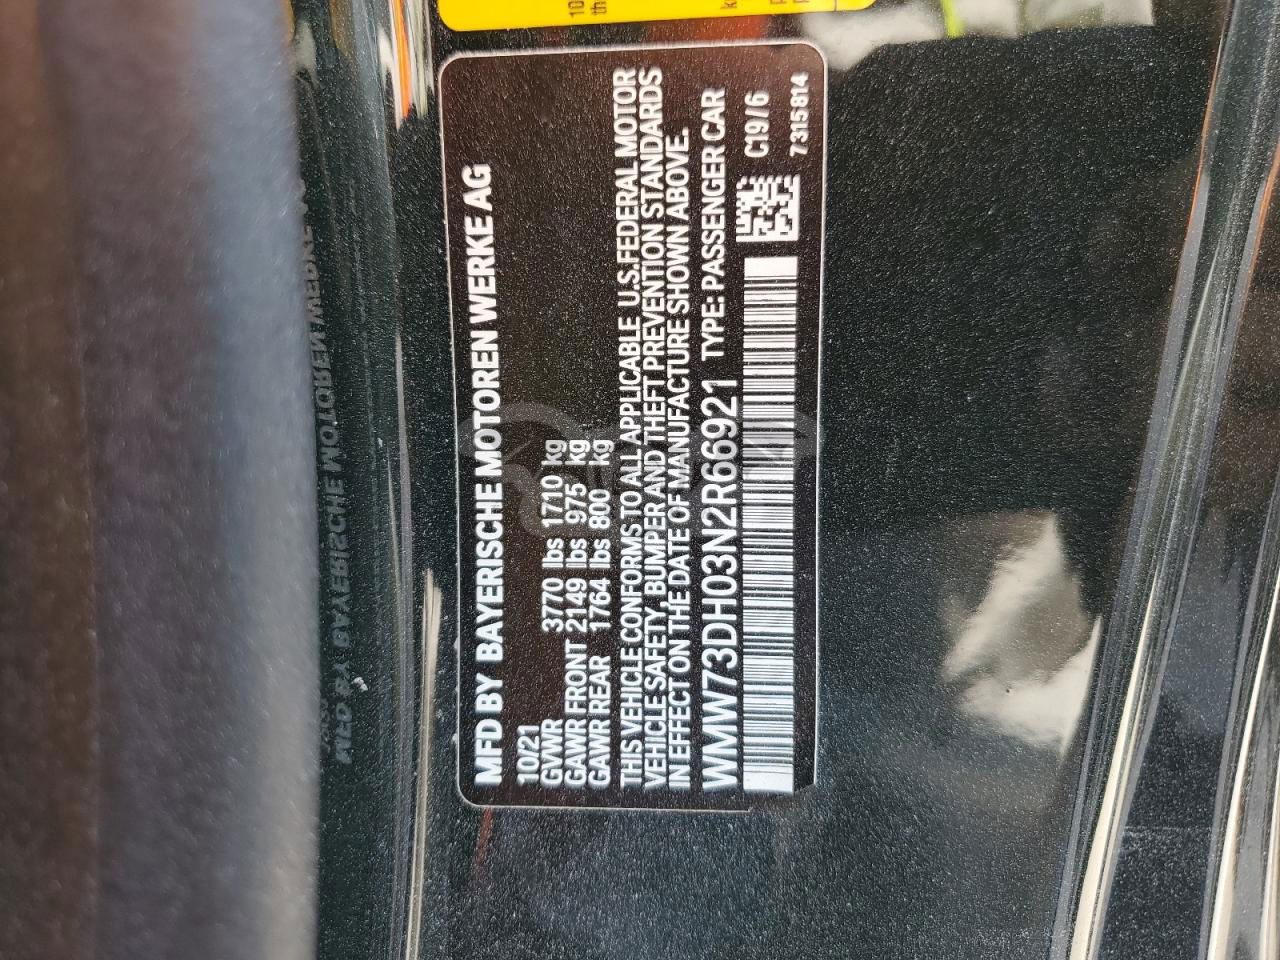 MFD BY BAYERISCHE MOTOREN WERKE AG
10/21
GVWR 3770 lbs 1710 kg
GAWR FRONT 2149 lbs 975 kg
GAWR REAR 1764 lbs 800 kg
THIS VEHICLE CONFORMS TO ALL APPLICABLE U.S.FEDERAL MOTOR
VEHICLE SAFETY, BUMPER AND THEFT PREVENTION STANDARDS
IN EFFECT ON THE DATE OF MANUFACTURE SHOWN ABOVE.
WMW73DH03N2R66921 TYPE: PASSENGER CAR
C19/6
7315814